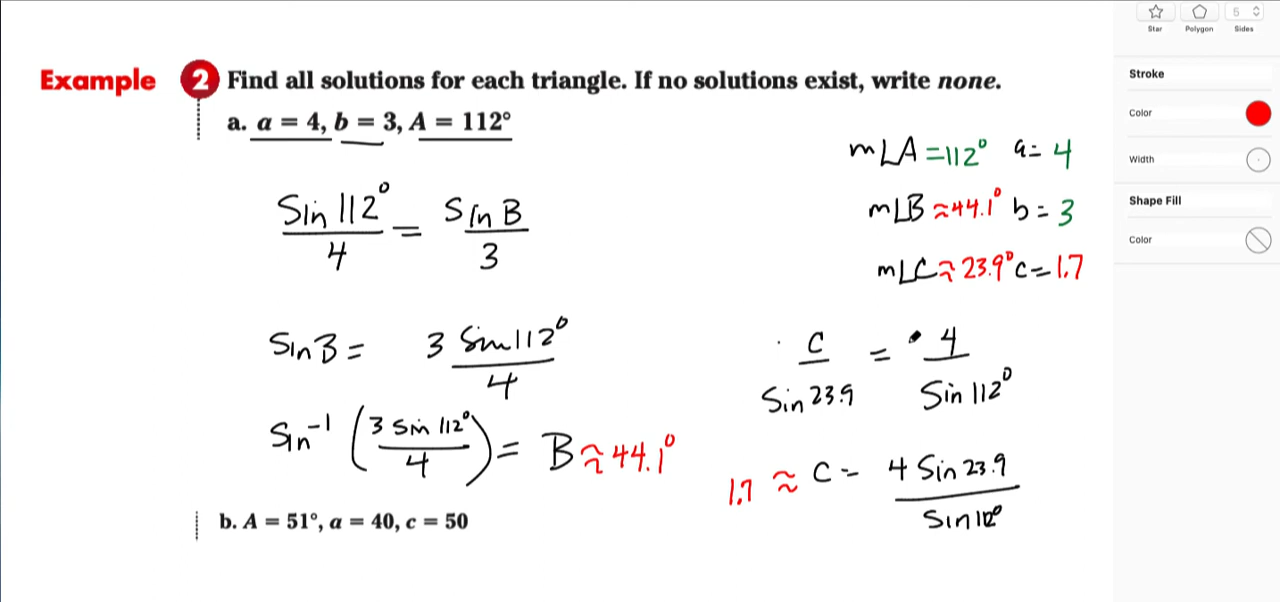 Example 2 Find all solutions for each triangle. If no solutions exist, write none.
a. a = 4, b = 3, A = 112°
m∠A = 112° a = 4
m∠B ≈ 44.1° b = 3
m∠C ≈ 23.9° c = 1.7
Sin 112° / 4 = Sin B / 3
Sin B = 3 Sin 112° / 4
Sin⁻¹ (3 Sin 112° / 4) = B ≈ 44.1°
c / Sin 23.9 = 4 / Sin 112°
1.7 ≈ c = 4 Sin 23.9 / Sin 112°
b. A = 51°, a = 40, c = 50
5
Star Polygon Sides
Stroke
Color
Width
Shape Fill
Color